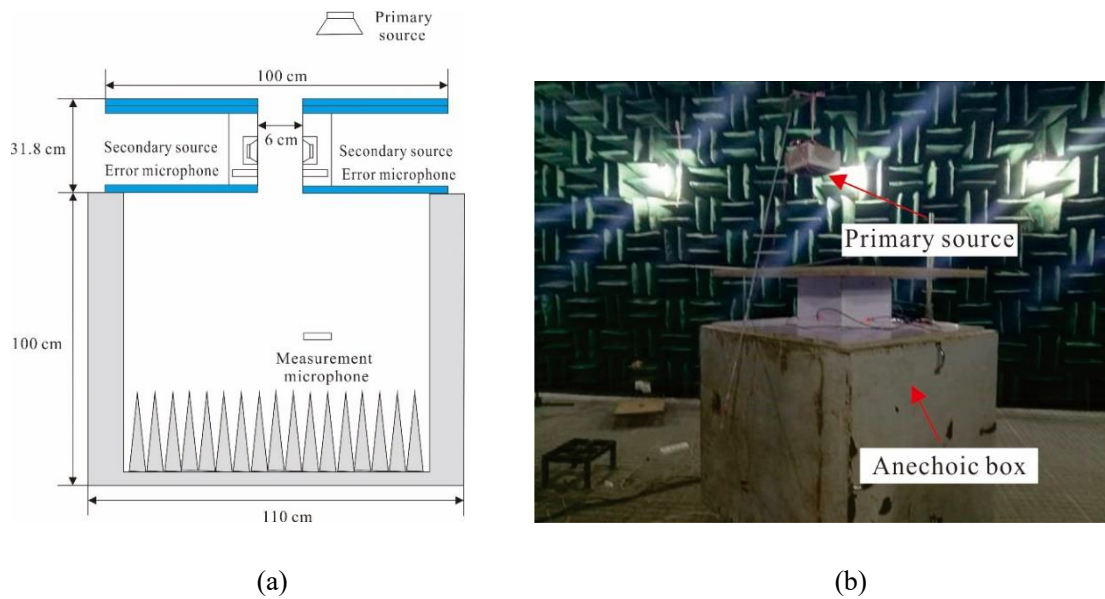 Primary
source
100 cm
6 cm
31.8 cm
Secondary source
Error microphone
Secondary source
Error microphone
100 cm
Measurement
microphone
110 cm
Primary source
Anechoic box
(a)
(b)